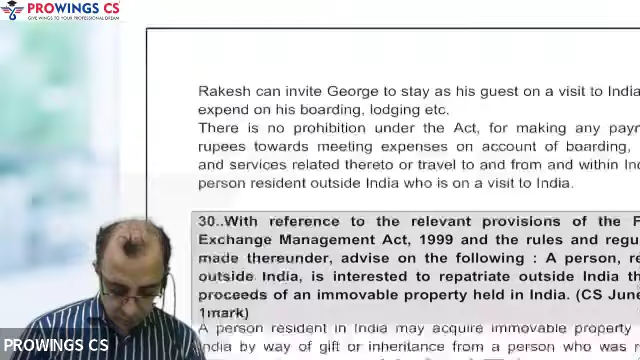 PROWINGS CS
GIVE WINGS TO YOUR PROFESSIONAL DREAM
Rakesh can invite George to stay as his guest on a visit to India
expend on his boarding, lodging etc.
There is no prohibition under the Act, for making any
rupees towards meeting expenses on account of boarding,
and services related thereto or travel to and from and within
person resident outside India who is on a visit to India.
30..With reference to the relevant provisions of the
Exchange Management Act, 1999 and the rules and
made thereunder, advise on the following : A person,
outside India, is interested to repatriate outside India
proceeds of an immovable property held in India. (CS June
1mark)
A person resident in India may acquire immovable property
India by way of gift or inheritance from a person who was
PROWINGS CS